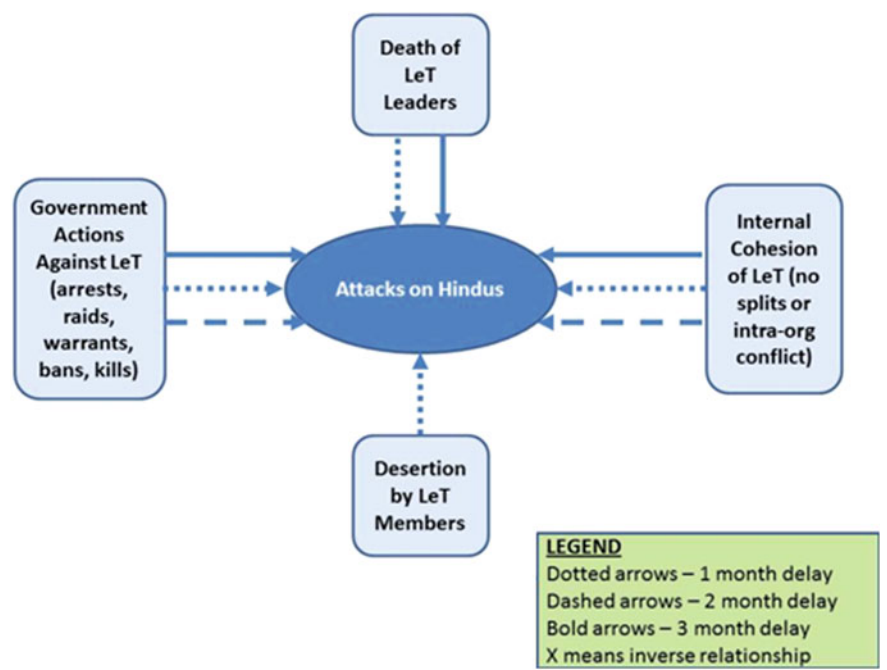 Death of
LeT
Leaders
Government
Actions
Against LeT
(arrests,
raids,
warrants,
bans, kills)
Attacks on Hindus
Internal
Cohesion
of LeT (no
splits or
intra-org
conflict)
Desertion
by LeT
Members
LEGEND
Dotted arrows – 1 month delay
Dashed arrows – 2 month delay
Bold arrows – 3 month delay
X means inverse relationship